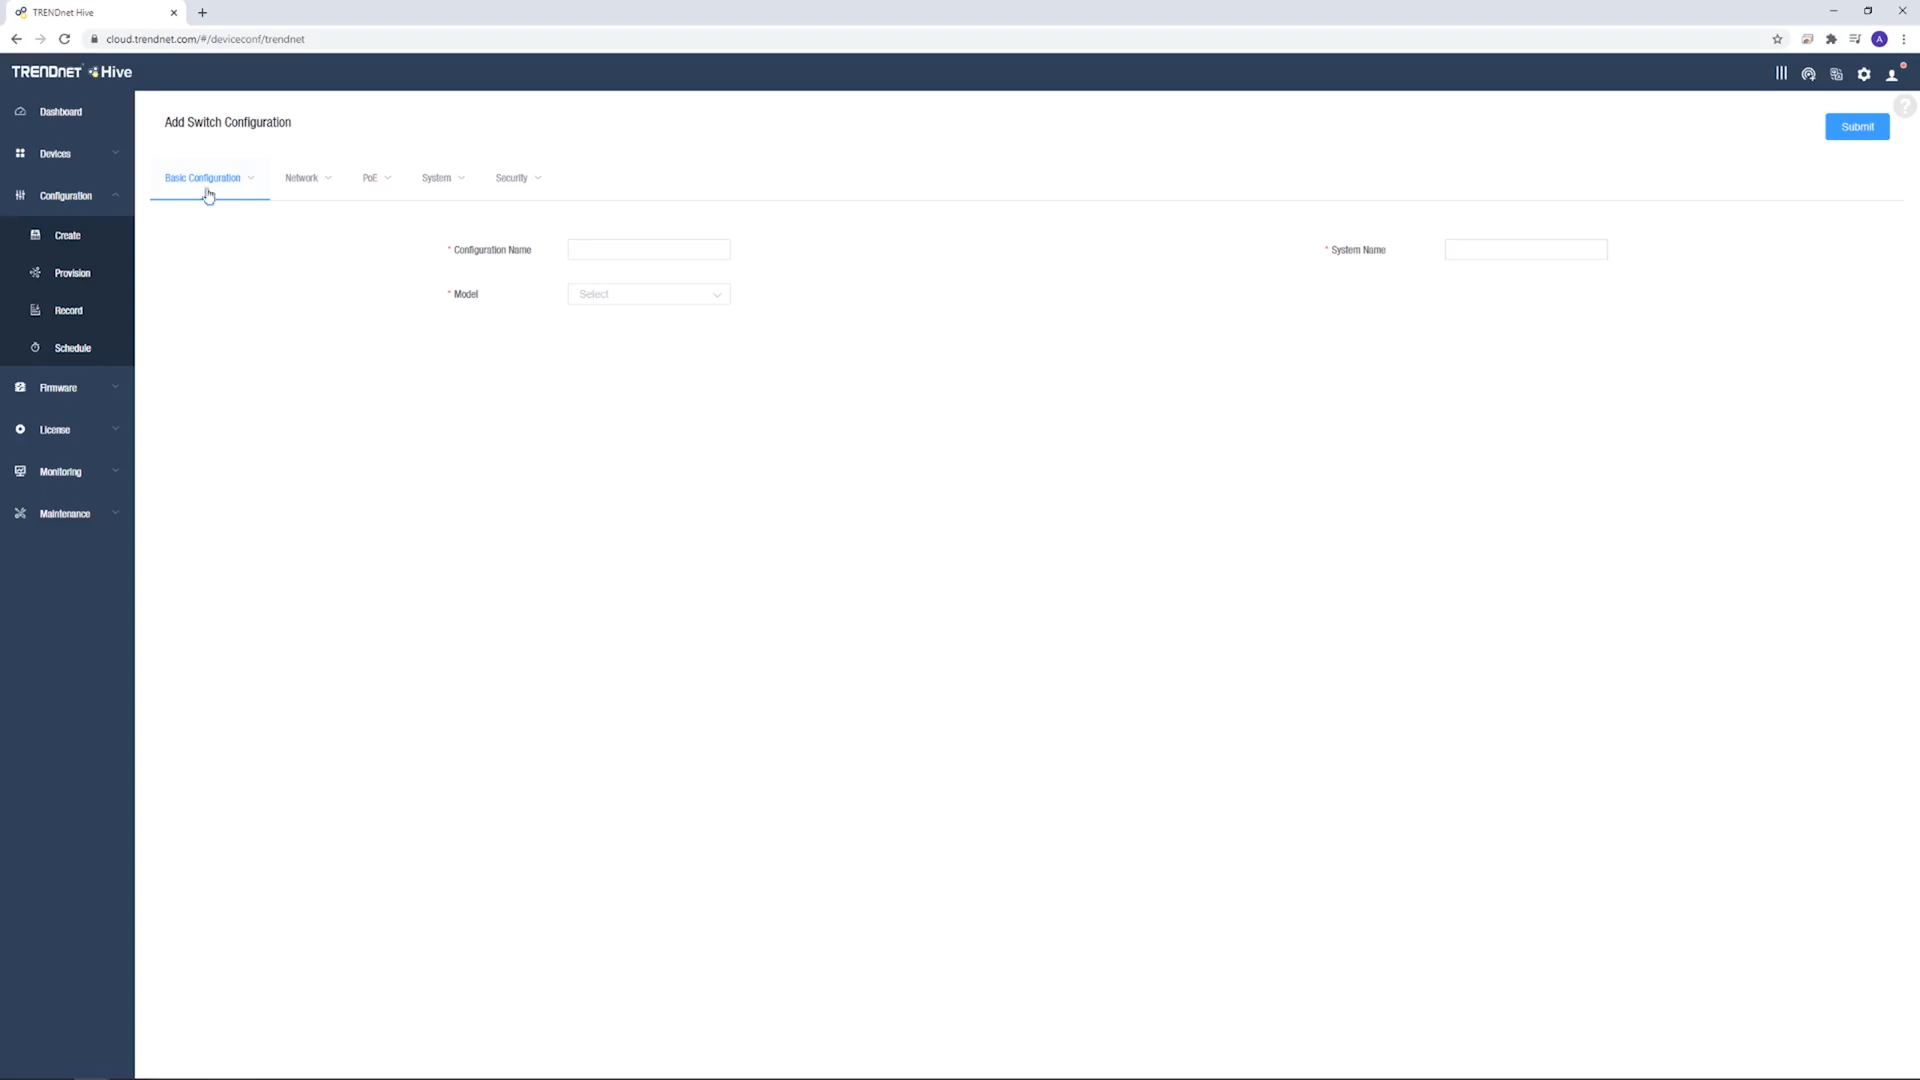 TRENDnet Hive
cloud.trendnet.com/#/deviceconf/trendnet
A
TRENDnet Hive
?
Dashboard
Devices
Configuration
Create
Provision
Record
Schedule
Firmware
License
Monitoring
Maintenance
Add Switch Configuration
Submit
Basic Configuration
Network
PoE
System
Security
* Configuration Name
* System Name
* Model
Select